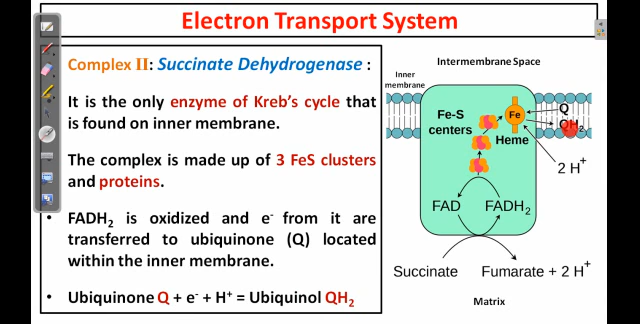 Electron Transport System
Complex II: Succinate Dehydrogenase :
It is the only enzyme of Kreb's cycle that
is found on inner membrane.
The complex is made up of 3 FeS clusters
and proteins.
• FADH₂ is oxidized and e⁻ from it are
transferred to ubiquinone (Q) located
within the inner membrane.
• Ubiquinone Q + e⁻ + H⁺ = Ubiquinol QH₂
Intermembrane Space
Inner
membrane
Fe-S
centers
Fe
Heme
Q
QH₂
2 H⁺
FAD
FADH₂
Succinate
Fumarate + 2 H⁺
Matrix